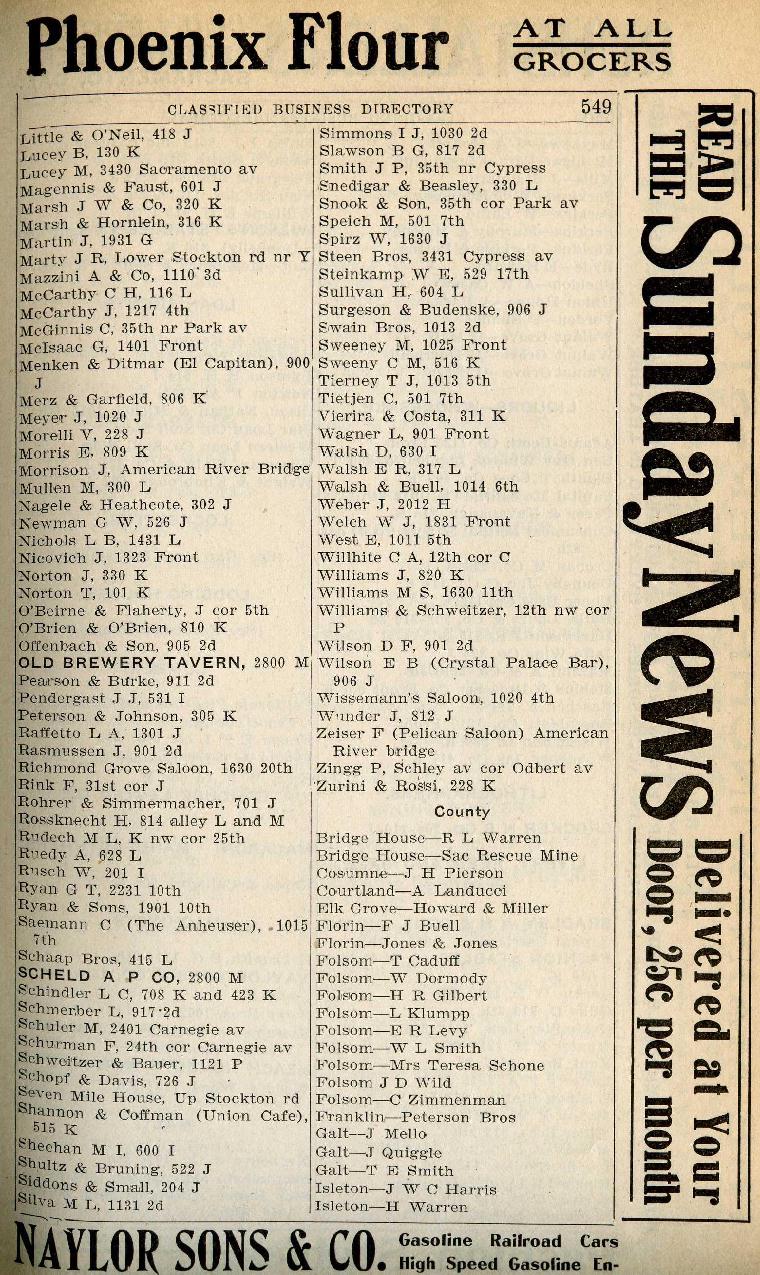 Phoenix Flour
AT ALL
GROCERS
CLASSIFIED BUSINESS DIRECTORY 549
Little & O'Neil, 418 J
Lucey B, 130 K
Lucey M, 3430 Sacramento av
Magennis & Faust, 601 J
Marsh J W & Co, 320 K
Marsh & Hornlein, 316 K
Martin J, 1931 G
Marty J R, Lower Stockton rd nr Y
Mazzini A & Co, 1110 3d
McCarthy C H, 116 L
McCarthy J, 1217 4th
McGinnis C, 35th nr Park av
McIsaac G, 1401 Front
Menken & Ditmar (El Capitan), 900
J
Merz & Garfield, 806 K
Meyer J, 1020 J
Morelli V, 228 J
Morris E, 809 K
Morrison J, American River Bridge
Mullen M, 300 L
Nagele & Heathcote, 302 J
Newman G W, 526 J
Nichols L B, 1431 L
Nicovich J, 1323 Front
Norton J, 330 K
Norton T, 101 K
O'Beirne & Flaherty, J cor 5th
O'Brien & O'Brien, 810 K
Offenbach & Son, 905 2d
OLD BREWERY TAVERN, 2800 M
Pearson & Burke, 911 2d
Pendergast J J, 531 I
Peterson & Johnson, 305 K
Raffetto L A, 1301 J
Rasmussen J, 901 2d
Richmond Grove Saloon, 1630 20th
Rink F, 31st cor J
Rohrer & Simmermacher, 701 J
Rossknecht H, 814 alley L and M
Rudech M L, K nw cor 25th
Ruedy A, 628 L
Rusch W, 201 I
Ryan G T, 2231 10th
Ryan & Sons, 1901 10th
Saemann C (The Anheuser), 1015
7th
Schaap Bros, 415 L
SCHELD A P CO, 2800 M
Schindler L C, 708 K and 423 K
Schmerber L, 917 2d
Schuler M, 2401 Carnegie av
Schurman F, 24th cor Carnegie av
Schweitzer & Bauer, 1121 P
Schopf & Davis, 726 J
Seven Mile House, Up Stockton rd
Shannon & Coffman (Union Cafe),
515 K
Sheehan M I, 600 I
Shultz & Bruning, 522 J
Siddons & Small, 204 J
Silva M L, 1131 2d
Simmons I J, 1030 2d
Slawson B G, 817 2d
Smith J P, 35th nr Cypress
Snedigar & Beasley, 330 L
Snook & Son, 35th cor Park av
Speich M, 501 7th
Spirz W, 1630 J
Steen Bros, 3431 Cypress av
Steinkamp W E, 529 17th
Sullivan H, 604 L
Surgeson & Budenske, 906 J
Swain Bros, 1013 2d
Sweeney M, 1025 Front
Sweeny C M, 516 K
Tierney T J, 1013 5th
Tietjen C, 501 7th
Vierira & Costa, 311 K
Wagner L, 901 Front
Walsh D, 630 I
Walsh E R, 317 L
Walsh & Buell, 1014 6th
Weber J, 2012 H
Welch W J, 1831 Front
West E, 1011 5th
Willhite C A, 12th cor C
Williams J, 820 K
Williams M S, 1630 11th
Williams & Schweitzer, 12th nw cor
P
Wilson D F, 901 2d
Wilson E B (Crystal Palace Bar),
906 J
Wissemann's Saloon, 1020 4th
Wunder J, 812 J
Zeiser F (Pelican Saloon) American
River bridge
Zingg P, Schley av cor Odbert av
Zurini & Rossi, 228 K
County
Bridge House—R L Warren
Bridge House—Sac Rescue Mine
Cosumne—J H Pierson
Courtland—A Landucci
Elk Grove—Howard & Miller
Florin—F J Buell
Florin—Jones & Jones
Folsom—T Caduff
Folsom—W Dormody
Folsom—H R Gilbert
Folsom—L Klumpp
Folsom—E R Levy
Folsom—W L Smith
Folsom—Mrs Teresa Schone
Folsom J D Wild
Folsom—C Zimmenman
Franklin—Peterson Bros
Galt—J Mello
Galt—J Quiggle
Galt—T E Smith
Isleton—J W C Harris
Isleton—H Warren
READ
THE
Sunday News
Delivered at Your
Door, 25c per month
NAYLOR SONS & CO.
Gasoline Railroad Cars
High Speed Gasoline En-